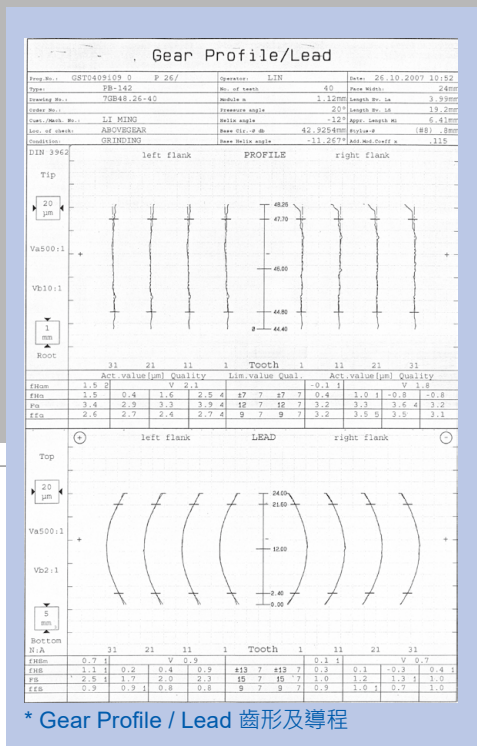 Gear Profile/Lead
Prog.No.: GST0409109 0 P 26/ Operator: LIN Date: 26.10.2007 10:52
Type: PB-142 No. of teeth 40 Face Width: 24mm
Drawing No.: 7GB48.26-40 Module m 1.12mm Length Ev. La 3.99mm
Order No.: Pressure angle 20° Length Ev. Lb 19.2mm
Cust./Mach. No.: LI MING Helix angle -12° Appr. Length M1 6.41mm
Loc. of check: ABOVEGEAR Base Cir.-ø db 42.9254mm Stylus-ø (#8) .8mm
Condition: GRINDING Base Helix angle -11.267° Add.Mod.Coeff x .115
DIN 3962 left flank PROFILE right flank
Tip
20 µm
Va500:1
Vb10:1
1 mm
Root
48.26
47.70
46.00
44.80
ø 44.40
31 21 11 1 Tooth 1 11 21 31
Act.value[µm] Quality Lim.value Qual. Act.value[µm] Quality
fHαm 1.5 2 V 2.1 -0.1 1 V 1.8
fHα 1.5 0.4 1.6 2.5 4 ±7 7 ±7 7 0.4 1.0 1 -0.8 -0.8
Fα 3.4 2.9 3.3 3.9 4 12 7 12 7 3.2 3.3 3.6 4 3.2
ffα 2.6 2.7 2.4 2.7 4 9 7 9 7 3.2 3.5 5 3.5 3.1
+ left flank LEAD right flank -
Top
20 µm
Va500:1
Vb2:1
5 mm
Bottom
N:A
24.00
21.60
12.00
2.40
0.00
31 21 11 1 Tooth 1 11 21 31
fHßm 0.7 1 V 0.9 0.1 1 V 0.7
fHß 1.1 1 0.2 0.4 0.9 ±13 7 ±13 7 0.3 0.1 -0.3 0.4 1
Fß 2.5 1 1.7 2.0 2.3 15 7 15 7 1.0 1.2 1.3 1 1.0
ffß 0.9 0.9 1 0.8 0.8 9 7 9 7 0.9 1.0 1 0.7 1.0
* Gear Profile / Lead 齒形及導程